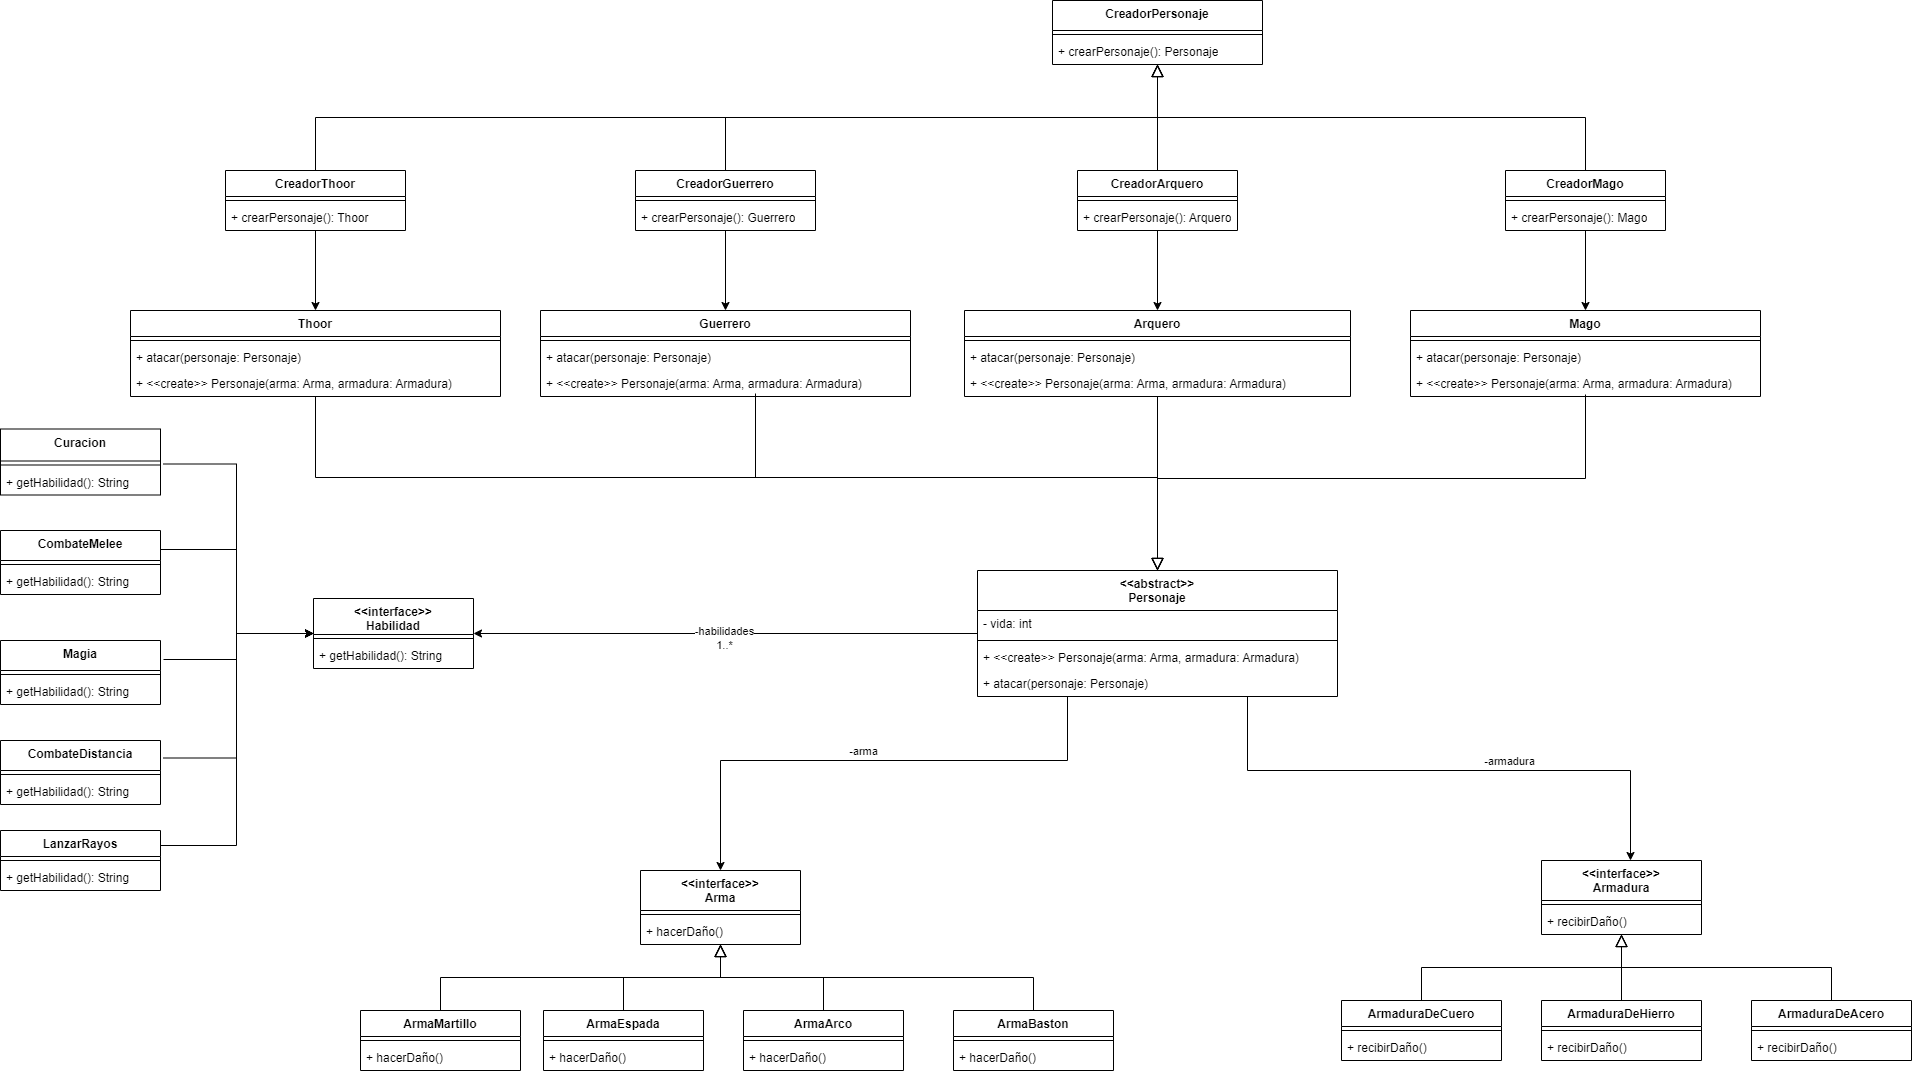 CreadorPersonaje
+ crearPersonaje(): Personaje
CreadorThoor
+ crearPersonaje(): Thoor
CreadorGuerrero
+ crearPersonaje(): Guerrero
CreadorArquero
+ crearPersonaje(): Arquero
CreadorMago
+ crearPersonaje(): Mago
Thoor
+ atacar(personaje: Personaje)
+ <<create>> Personaje(arma: Arma, armadura: Armadura)
Guerrero
+ atacar(personaje: Personaje)
+ <<create>> Personaje(arma: Arma, armadura: Armadura)
Arquero
+ atacar(personaje: Personaje)
+ <<create>> Personaje(arma: Arma, armadura: Armadura)
Mago
+ atacar(personaje: Personaje)
+ <<create>> Personaje(arma: Arma, armadura: Armadura)
Curacion
+ getHabilidad(): String
CombateMelee
+ getHabilidad(): String
Magia
+ getHabilidad(): String
CombateDistancia
+ getHabilidad(): String
LanzarRayos
+ getHabilidad(): String
<<interface>>
Habilidad
+ getHabilidad(): String
-habilidades
1..*
<<abstract>>
Personaje
- vida: int
+ <<create>> Personaje(arma: Arma, armadura: Armadura)
+ atacar(personaje: Personaje)
-arma
-armadura
<<interface>>
Arma
+ hacerDaño()
<<interface>>
Armadura
+ recibirDaño()
ArmaMartillo
+ hacerDaño()
ArmaEspada
+ hacerDaño()
ArmaArco
+ hacerDaño()
ArmaBaston
+ hacerDaño()
ArmaduraDeCuero
+ recibirDaño()
ArmaduraDeHierro
+ recibirDaño()
ArmaduraDeAcero
+ recibirDaño()